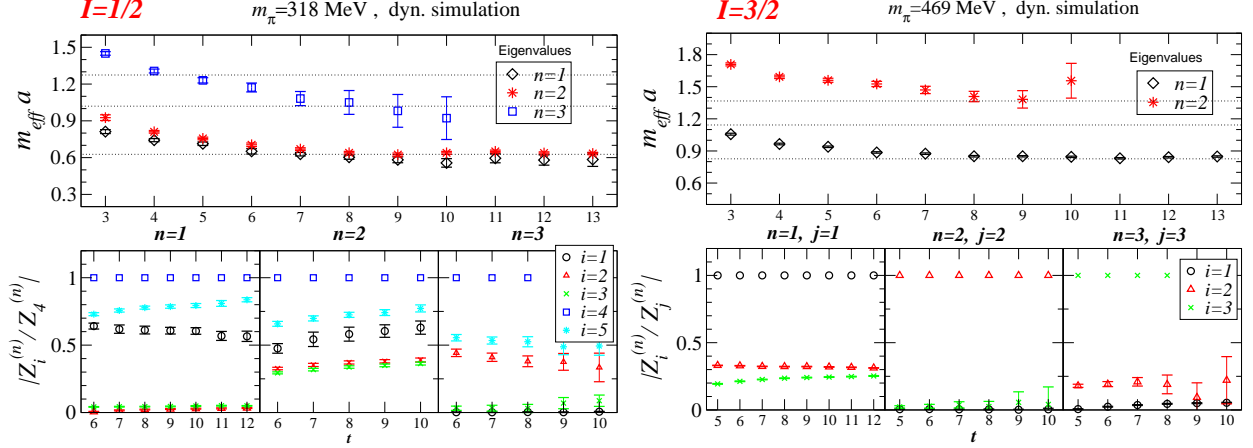 I=1/2
m_π=318 MeV , dyn. simulation
m_eff a
1.5
1.2
0.9
0.6
0.3
Eigenvalues
n=1
n=2
n=3
3 4 5 6 7 8 9 10 11 12 13
n=1 n=2 n=3
|Z_i^(n) / Z_4^(n)|
1
0.5
0
i=1
i=2
i=3
i=4
i=5
6 7 8 9 10 11 12 6 7 8 9 10 6 7 8 9 10
t
I=3/2
m_π=469 MeV , dyn. simulation
m_eff a
1.8
1.5
1.2
0.9
0.6
Eigenvalues
n=1
n=2
3 4 5 6 7 8 9 10 11 12 13
n=1, j=1 n=2, j=2 n=3, j=3
|Z_i^(n) / Z_j^(n)|
1
0.5
0
i=1
i=2
i=3
5 6 7 8 9 10 11 12 5 6 7 8 9 10 5 6 7 8 9 10
t